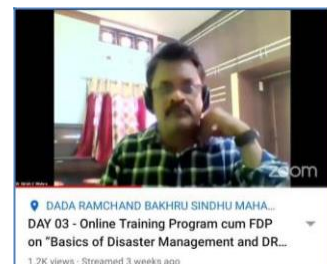 zoom
DADA RAMCHAND BAKHRU SINDHU MAHA...
DAY 03 - Online Training Program cum FDP
on "Basics of Disaster Management and DR...
1.2K views · Streamed 3 weeks ago